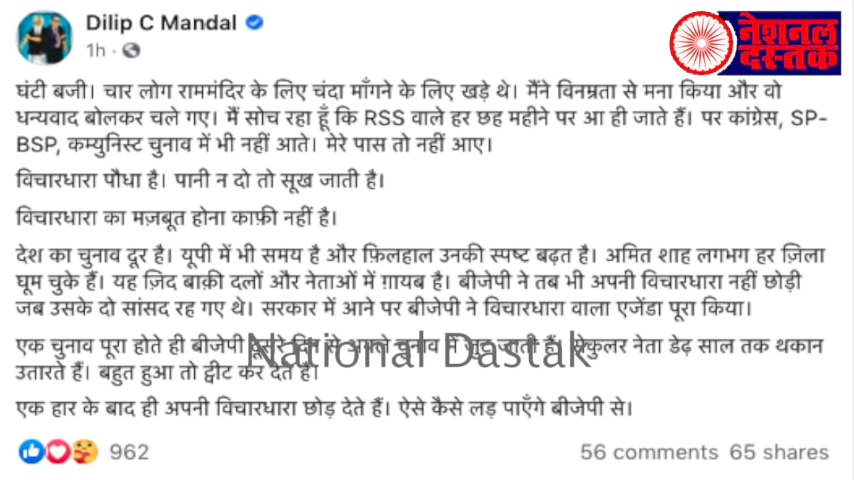 Dilip C Mandal
1h
नेशनल
दस्तक
घंटी बजी। चार लोग राममंदिर के लिए चंदा माँगने के लिए खड़े थे। मैंने विनम्रता से मना किया और वो
धन्यवाद बोलकर चले गए। मैं सोच रहा हूँ कि RSS वाले हर छह महीने पर आ ही जाते हैं। पर कांग्रेस, SP-
BSP, कम्युनिस्ट चुनाव में भी नहीं आते। मेरे पास तो नहीं आए।
विचारधारा पौधा है। पानी न दो तो सूख जाती है।
विचारधारा का मज़बूत होना काफ़ी नहीं है।
देश का चुनाव दूर है। यूपी में भी समय है और फ़िलहाल उनकी स्पष्ट बढ़त है। अमित शाह लगभग हर ज़िला
घूम चुके हैं। यह ज़िद बाक़ी दलों और नेताओं में ग़ायब है। बीजेपी ने तब भी अपनी विचारधारा नहीं छोड़ी
जब उसके दो सांसद रह गए थे। सरकार में आने पर बीजेपी ने विचारधारा वाला एजेंडा पूरा किया।
एक चुनाव पूरा होते ही बीजेपी दूसरे दिन से अगले चुनाव में जुट जाती है। सेकुलर नेता डेढ़ साल तक थकान
National Dastak
उतारते हैं। बहुत हुआ तो ट्वीट कर देते हैं।
एक हार के बाद ही अपनी विचारधारा छोड़ देते हैं। ऐसे कैसे लड़ पाएँगे बीजेपी से।
962
56 comments 65 shares